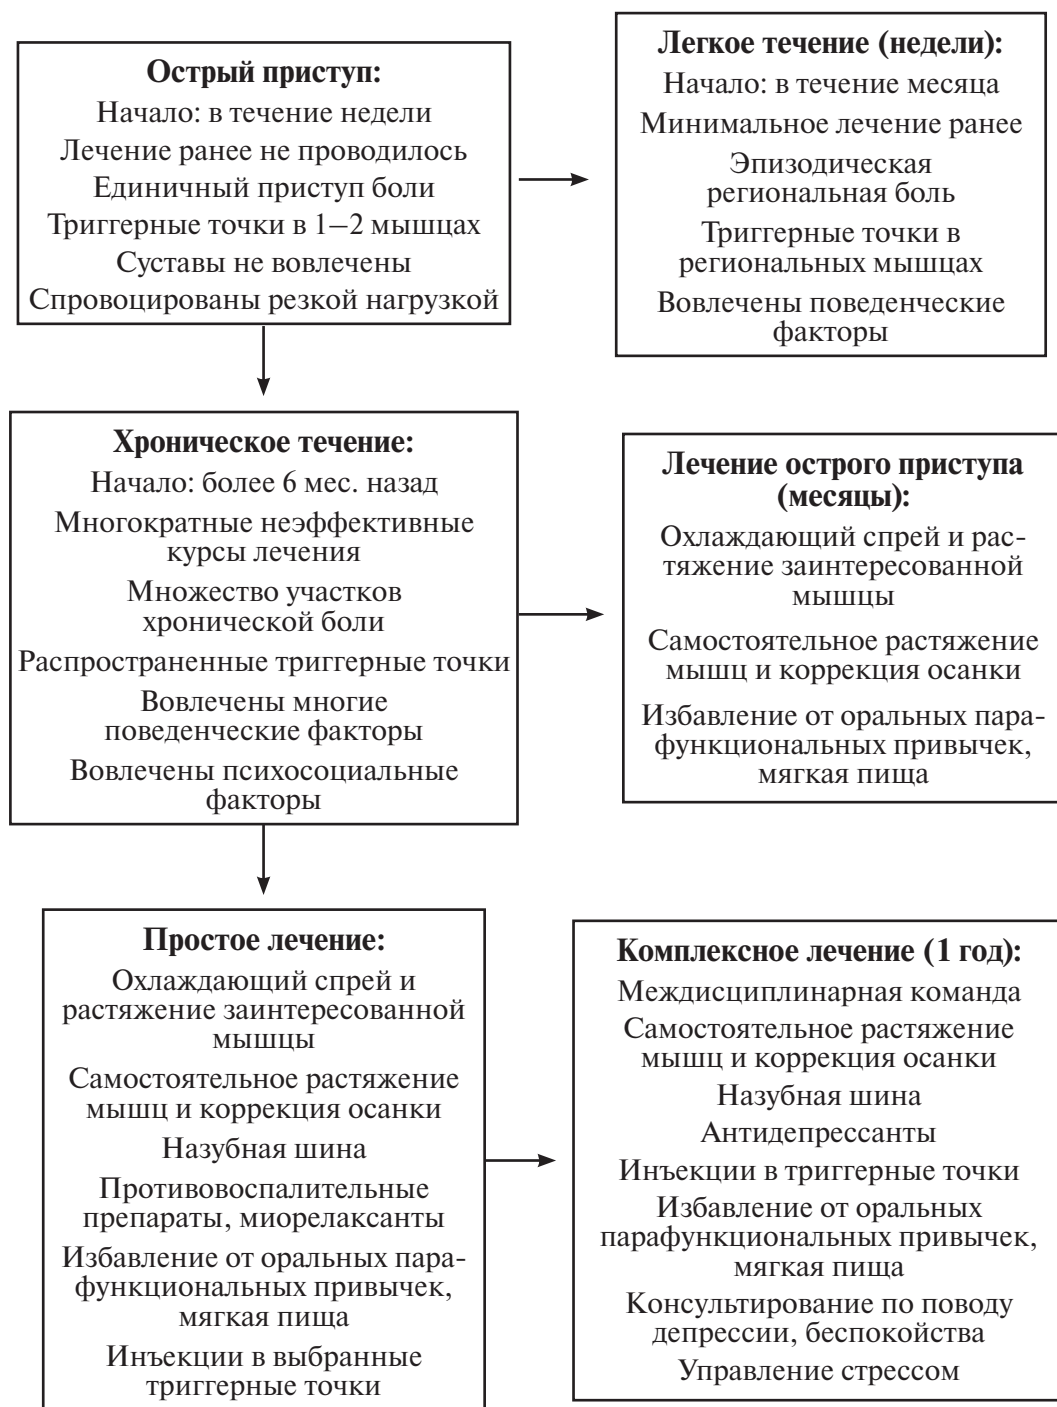 Острый приступ:
Начало: в течение недели
Лечение ранее не проводилось
Единичный приступ боли
Триггерные точки в 1–2 мышцах
Суставы не вовлечены
Спровоцированы резкой нагрузкой
Легкое течение (недели):
Начало: в течение месяца
Минимальное лечение ранее
Эпизодическая
региональная боль
Триггерные точки в
региональных мышцах
Вовлечены поведенческие
факторы
Хроническое течение:
Начало: более 6 мес. назад
Многократные неэффективные
курсы лечения
Множество участков
хронической боли
Распространенные триггерные точки
Вовлечены многие
поведенческие факторы
Вовлечены психосоциальные
факторы
Лечение острого приступа
(месяцы):
Охлаждающий спрей и рас-
тяжение заинтересованной
мышцы
Самостоятельное растяжение
мышц и коррекция осанки
Избавление от оральных пара-
функциональных привычек,
мягкая пища
Простое лечение:
Охлаждающий спрей и
растяжение заинтересованной
мышцы
Самостоятельное растяжение
мышц и коррекция осанки
Назубная шина
Противовоспалительные
препараты, миорелаксанты
Избавление от оральных пара-
функциональных привычек,
мягкая пища
Инъекции в выбранные
триггерные точки
Комплексное лечение (1 год):
Междисциплинарная команда
Самостоятельное растяжение
мышц и коррекция осанки
Назубная шина
Антидепрессанты
Инъекции в триггерные точки
Избавление от оральных
парафункциональных привычек,
мягкая пища
Консультирование по поводу
депрессии, беспокойства
Управление стрессом